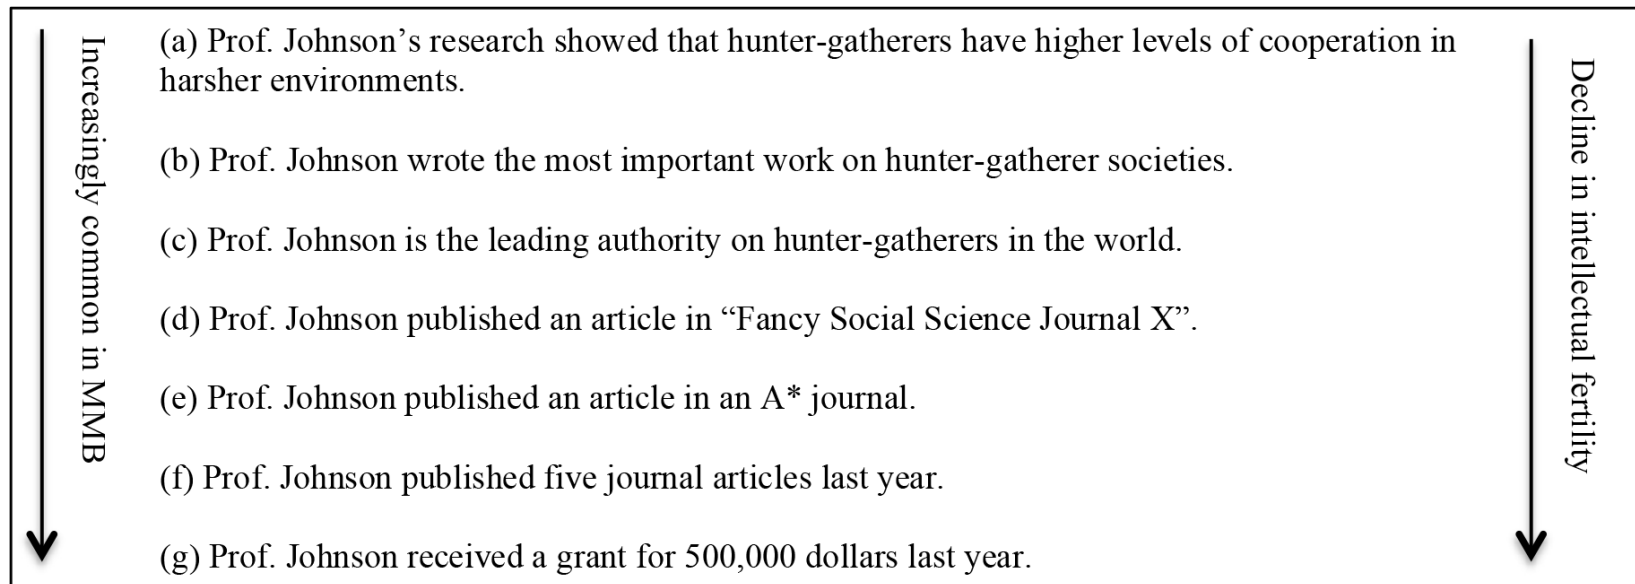 Increasingly common in MMB
(a) Prof. Johnson’s research showed that hunter-gatherers have higher levels of cooperation in
harsher environments.
(b) Prof. Johnson wrote the most important work on hunter-gatherer societies.
(c) Prof. Johnson is the leading authority on hunter-gatherers in the world.
(d) Prof. Johnson published an article in “Fancy Social Science Journal X”.
(e) Prof. Johnson published an article in an A* journal.
(f) Prof. Johnson published five journal articles last year.
(g) Prof. Johnson received a grant for 500,000 dollars last year.
Decline in intellectual fertility